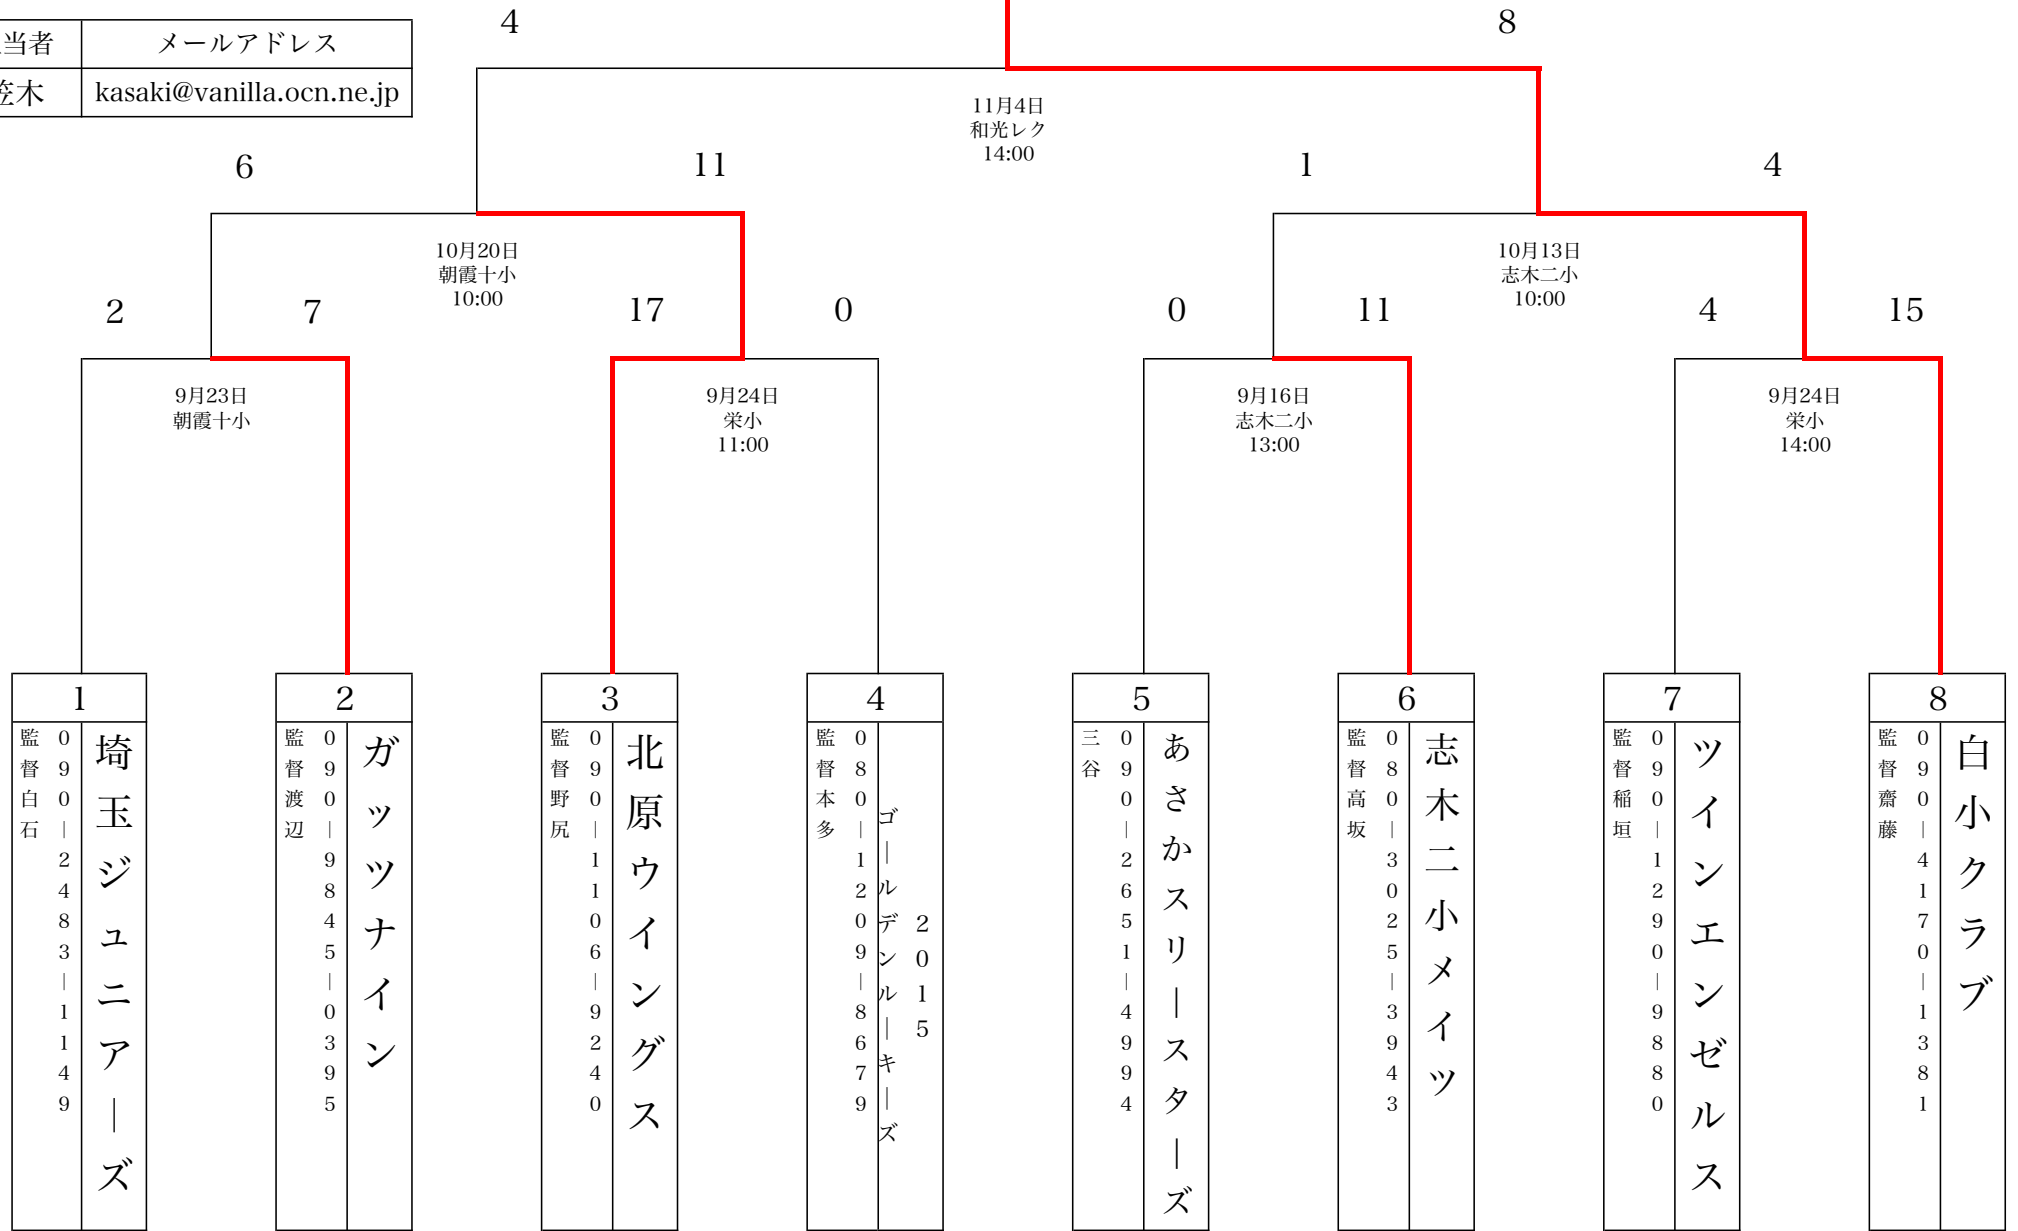 当者 メールアドレス
笠木 kasaki@vanilla.ocn.ne.jp
4 8
11月4日
和光レク
14:00
6 11 1 4
10月20日
朝霞十小
10:00
10月13日
志木二小
10:00
2 7 17 0 0 11 4 15
9月23日
朝霞十小
9月24日
栄小
11:00
9月16日
志木二小
13:00
9月24日
栄小
14:00
1
埼玉ジュニア|ズ
090|2483|1149
監督白石
2
ガッツナイン
090|9845|0395
監督渡辺
3
北原ウイングス
090|1106|9240
監督野尻
4
2015
ゴ|ルデンル|キ|ズ
080|1209|8679
監督本多
5
あさかスリ|スタ|ズ
090|2651|4994
三谷
6
志木二小メイツ
080|3025|3943
監督高坂
7
ツインエンゼルス
090|1290|9880
監督稲垣
8
白小クラブ
090|4170|1381
監督齋藤